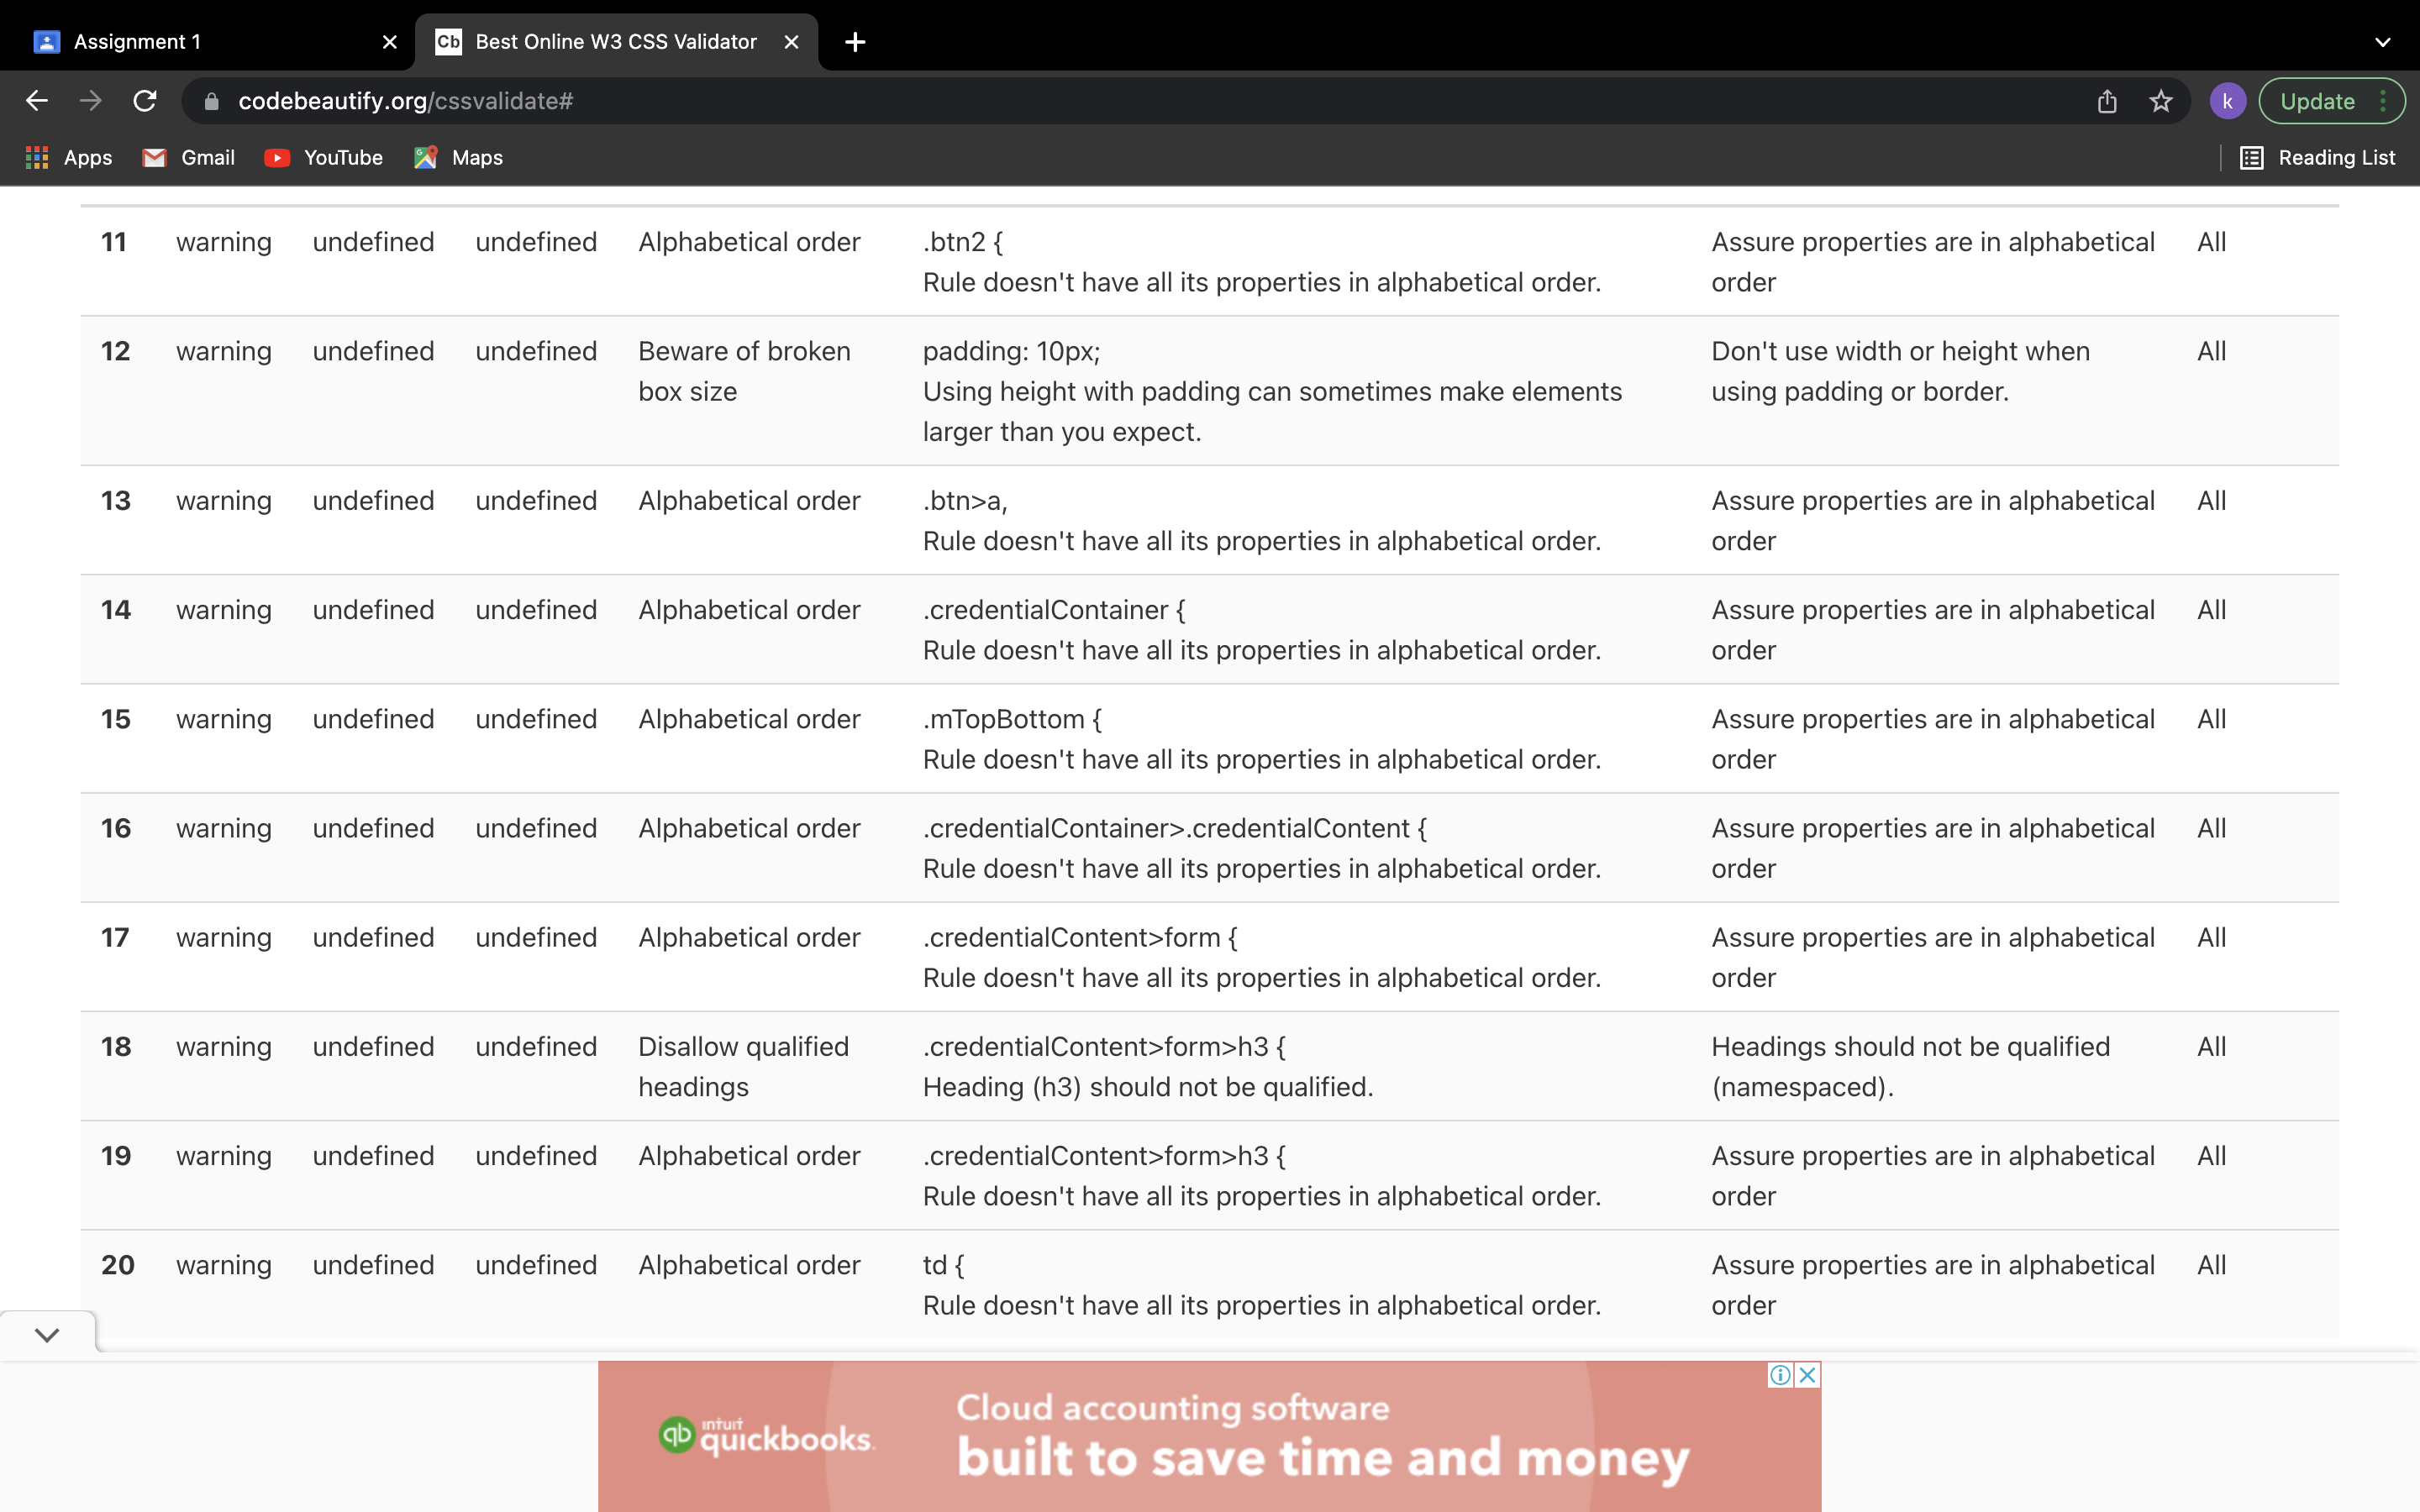 Assignment 1
Cb Best Online W3 CSS Validator
codebeautify.org/cssvalidate#
k
Update
Apps
Gmail
YouTube
Maps
Reading List
11 warning undefined undefined Alphabetical order .btn2 { Assure properties are in alphabetical All
Rule doesn't have all its properties in alphabetical order. order
12 warning undefined undefined Beware of broken padding: 10px; Don't use width or height when All
box size Using height with padding can sometimes make elements using padding or border.
larger than you expect.
13 warning undefined undefined Alphabetical order .btn>a, Assure properties are in alphabetical All
Rule doesn't have all its properties in alphabetical order. order
14 warning undefined undefined Alphabetical order .credentialContainer { Assure properties are in alphabetical All
Rule doesn't have all its properties in alphabetical order. order
15 warning undefined undefined Alphabetical order .mTopBottom { Assure properties are in alphabetical All
Rule doesn't have all its properties in alphabetical order. order
16 warning undefined undefined Alphabetical order .credentialContainer>.credentialContent { Assure properties are in alphabetical All
Rule doesn't have all its properties in alphabetical order. order
17 warning undefined undefined Alphabetical order .credentialContent>form { Assure properties are in alphabetical All
Rule doesn't have all its properties in alphabetical order. order
18 warning undefined undefined Disallow qualified .credentialContent>form>h3 { Headings should not be qualified All
headings Heading (h3) should not be qualified. (namespaced).
19 warning undefined undefined Alphabetical order .credentialContent>form>h3 { Assure properties are in alphabetical All
Rule doesn't have all its properties in alphabetical order. order
20 warning undefined undefined Alphabetical order td { Assure properties are in alphabetical All
Rule doesn't have all its properties in alphabetical order. order
qb intuit
quickbooks.
Cloud accounting software
built to save time and money